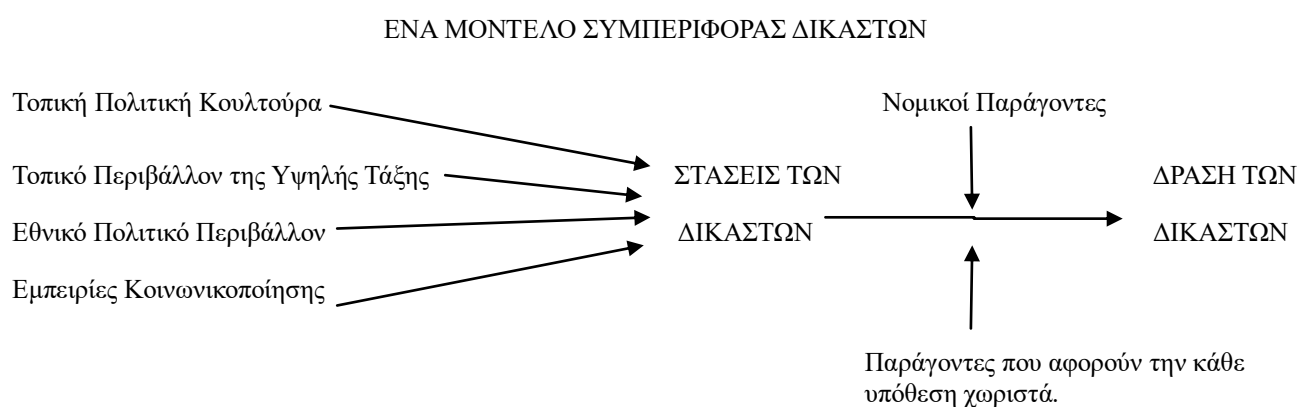 ΕΝΑ ΜΟΝΤΕΛΟ ΣΥΜΠΕΡΙΦΟΡΑΣ ΔΙΚΑΣΤΩΝ
Τοπική Πολιτική Κουλτούρα
Τοπικό Περιβάλλον της Υψηλής Τάξης
Εθνικό Πολιτικό Περιβάλλον
Εμπειρίες Κοινωνικοποίησης
ΣΤΑΣΕΙΣ ΤΩΝ
ΔΙΚΑΣΤΩΝ
Νομικοί Παράγοντες
Παράγοντες που αφορούν την κάθε
υπόθεση χωριστά.
ΔΡΑΣΗ ΤΩΝ
ΔΙΚΑΣΤΩΝ